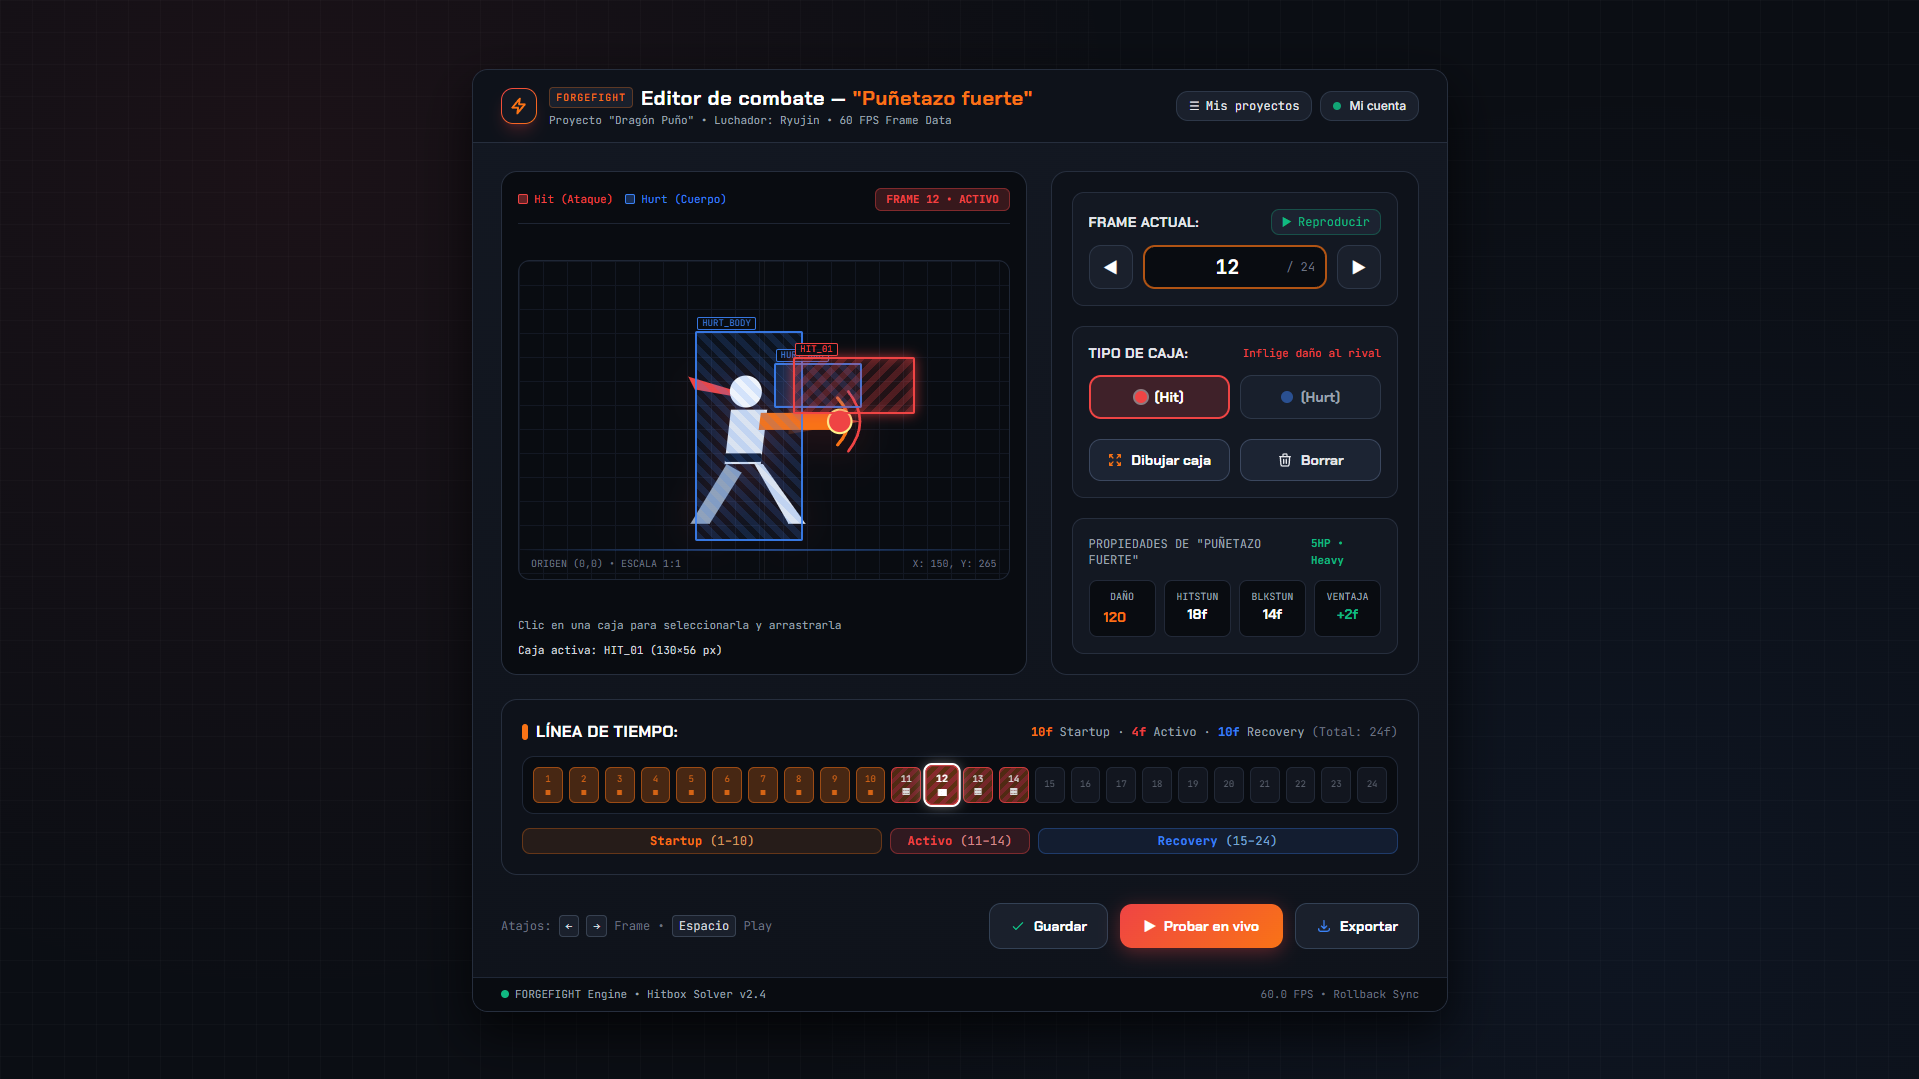 FORGEFIGHT Editor de combate — "Puñetazo fuerte"
Proyecto "Dragón Puño" • Luchador: Ryujin • 60 FPS Frame Data
☰ Mis proyectos
Mi cuenta
Hit (Ataque) Hurt (Cuerpo)
FRAME 12 • ACTIVO
HURT_BODY
HIT_01
ORIGEN (0,0) • ESCALA 1:1
X: 150, Y: 265
Clic en una caja para seleccionarla y arrastrarla
Caja activa: HIT_01 (130×56 px)
FRAME ACTUAL:
▶ Reproducir
◀ 12 / 24 ▶
TIPO DE CAJA:
Inflige daño al rival
(Hit)
(Hurt)
Dibujar caja
Borrar
PROPIEDADES DE "PUÑETAZO
FUERTE"
5HP •
Heavy
DAÑO HITSTUN BLKSTUN VENTAJA
120 18f 14f +2f
LÍNEA DE TIEMPO:
10f Startup · 4f Activo · 10f Recovery (Total: 24f)
1 2 3 4 5 6 7 8 9 10 11 12 13 14 15 16 17 18 19 20 21 22 23 24
Startup (1–10)
Activo (11–14)
Recovery (15–24)
Atajos: ← → Frame • Espacio Play
Guardar
▶ Probar en vivo
Exportar
FORGEFIGHT Engine • Hitbox Solver v2.4
60.0 FPS • Rollback Sync